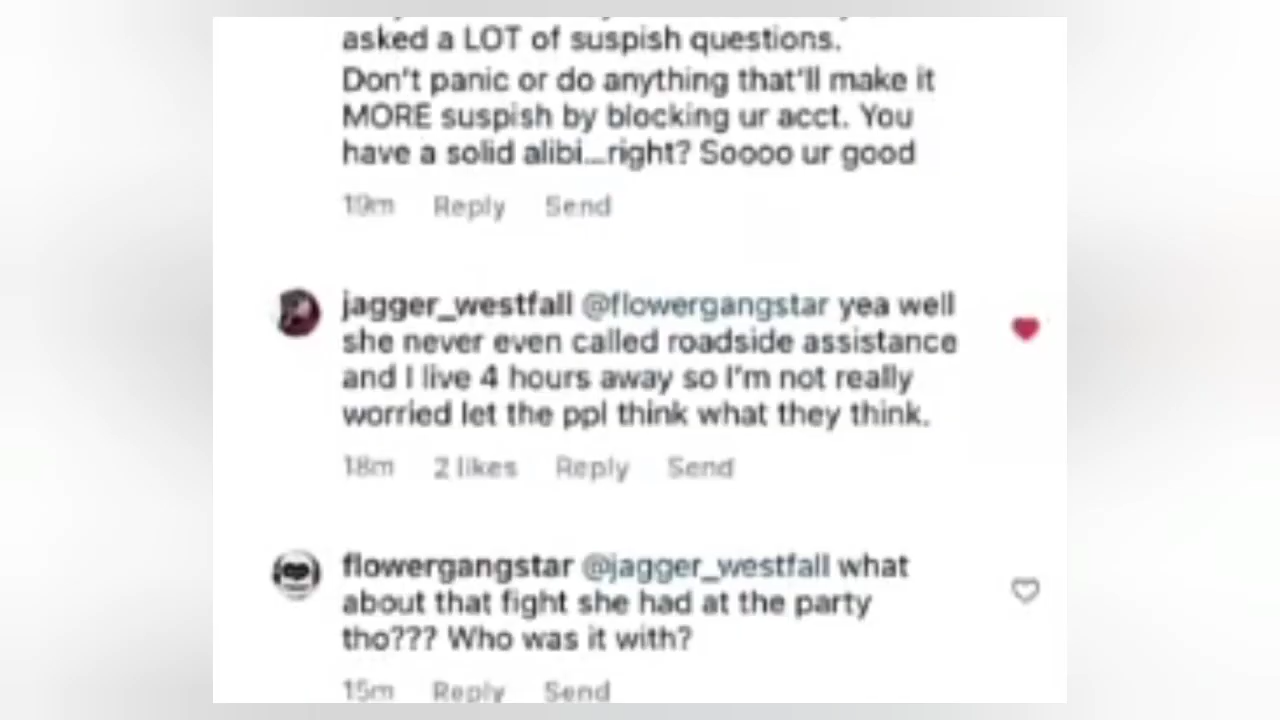 asked a LOT of suspish questions.
Don't panic or do anything that'll make it
MORE suspish by blocking ur acct. You
have a solid alibi...right? Soooo ur good
19m Reply Send
jagger_westfall @flowergangstar yea well
she never even called roadside assistance
and I live 4 hours away so I'm not really
worried let the ppl think what they think.
18m 2 likes Reply Send
flowergangstar @jagger_westfall what
about that fight she had at the party
tho??? Who was it with?
15m Reply Send